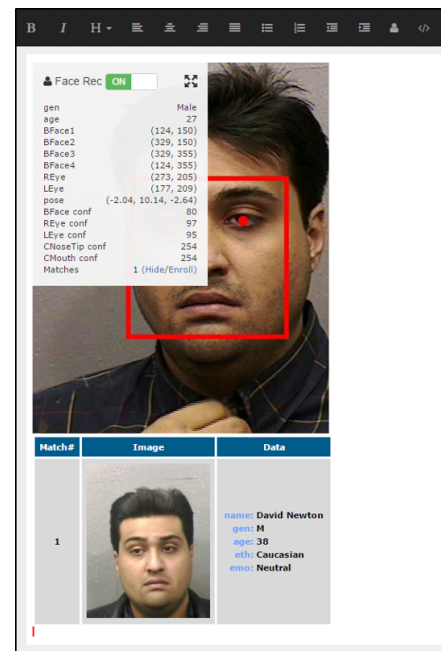 B I H </>
Face Rec ON
gen Male
age 27
BFace1 (124, 150)
BFace2 (329, 150)
BFace3 (329, 355)
BFace4 (124, 355)
REye (273, 205)
LEye (177, 209)
pose (-2.04, 10.14, -2.64)
BFace conf 80
REye conf 97
LEye conf 95
CNoseTip conf 254
CMouth conf 254
Matches 1 (Hide/Enroll)
Match# Image Data
1
name: David Newton
gen: M
age: 38
eth: Caucasian
emo: Neutral